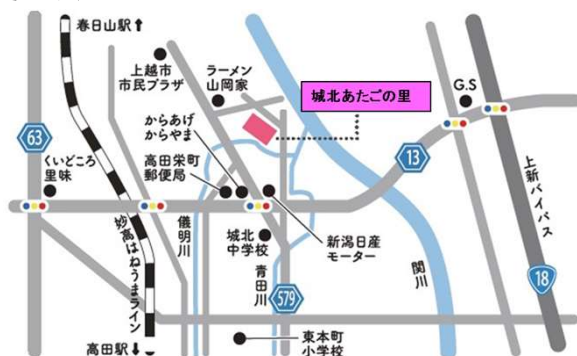 春日山駅⬆
上越市
市民プラザ
ラーメン
山岡家
城北あたごの里
G.S
63
からあげ
からやま
くいどころ
里味
高田栄町
郵便局
13
上新バイパス
妙高はねうまライン
儀明川
城北
中学校
青田川
新潟日産
モーター
関川
18
579
高田駅⬇
東本町
小学校